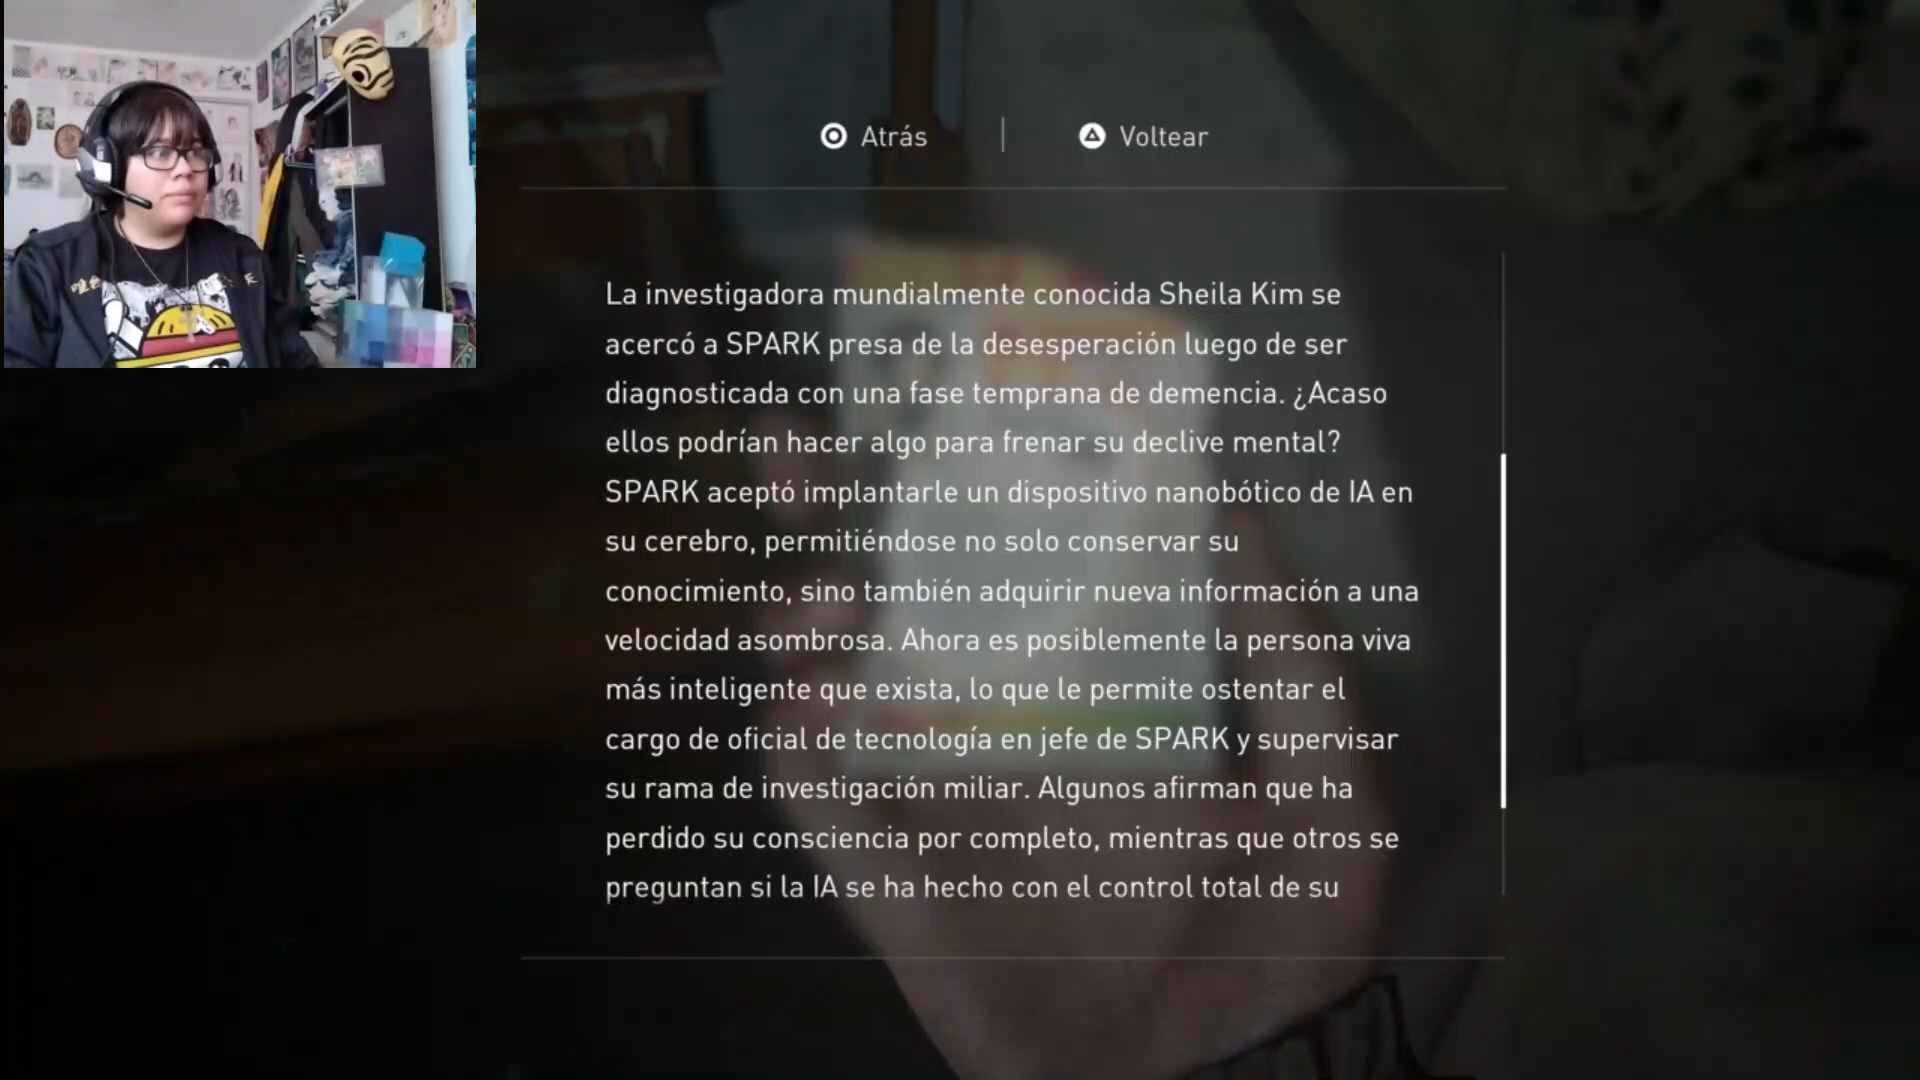 Atrás
Voltear
La investigadora mundialmente conocida Sheila Kim se
acercó a SPARK presa de la desesperación luego de ser
diagnosticada con una fase temprana de demencia. ¿Acaso
ellos podrían hacer algo para frenar su declive mental?
SPARK aceptó implantarle un dispositivo nanobótico de IA en
su cerebro, permitiéndose no solo conservar su
conocimiento, sino también adquirir nueva información a una
velocidad asombrosa. Ahora es posiblemente la persona viva
más inteligente que exista, lo que le permite ostentar el
cargo de oficial de tecnología en jefe de SPARK y supervisar
su rama de investigación miliar. Algunos afirman que ha
perdido su consciencia por completo, mientras que otros se
preguntan si la IA se ha hecho con el control total de su